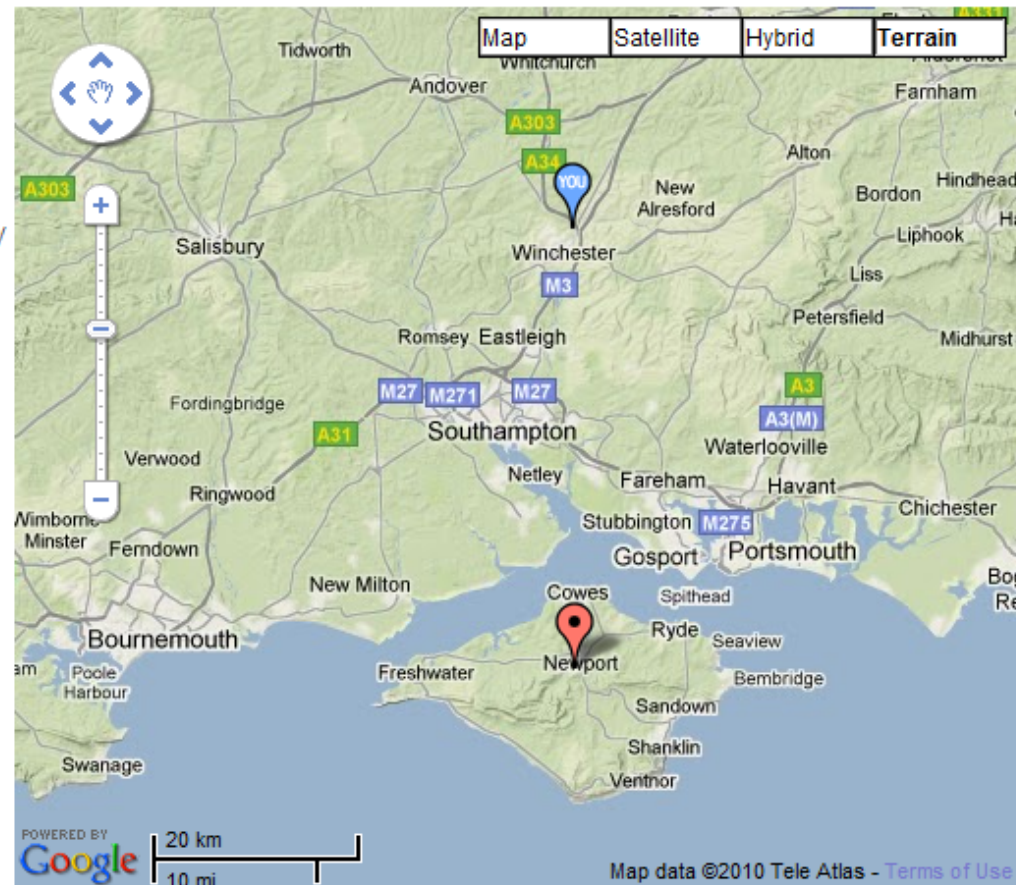 Map Satellite Hybrid Terrain
Tidworth
Whitchurch
Andover
Farnham
A303
Alton
A34
YOU
A303
New
Alresford
Bordon
Hindhead
Salisbury
Winchester
Liphook
M3
Liss
Petersfield
Romsey Eastleigh
Midhurst
M27 M271 M27
A3
Fordingbridge
A3(M)
A31
Southampton
Waterlooville
Verwood
Netley
Fareham
Havant
Ringwood
Chichester
Wimborne
Minster
Stubbington M275
Ferndown
Gosport
Portsmouth
New Milton
Cowes
Spithead
Ryde
Seaview
Bournemouth
Freshwater
Newport
Poole
Harbour
Bembridge
Sandown
Shanklin
Swanage
Ventnor
POWERED BY
Google
20 km
10 mi
Map data ©2010 Tele Atlas - Terms of Use